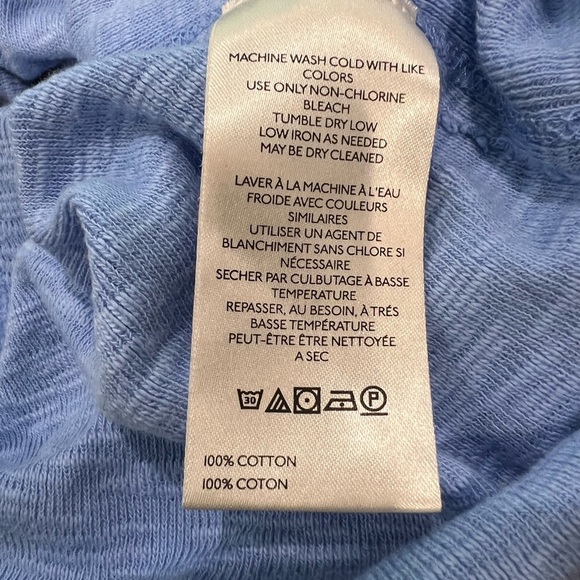 MACHINE WASH COLD WITH LIKE
COLORS
USE ONLY NON-CHLORINE
BLEACH
TUMBLE DRY LOW
LOW IRON AS NEEDED
MAY BE DRY CLEANED
LAVER À LA MACHINE À L'EAU
FROIDE AVEC COULEURS
SIMILAIRES
UTILISER UN AGENT DE
BLANCHIMENT SANS CHLORE SI
NÉCESSAIRE
SECHER PAR CULBUTAGE À BASSE
TEMPERATURE
REPASSER, AU BESOIN, À TRÉS
BASSE TEMPÉRATURE
PEUT-ÊTRE ÊTRE NETTOYÉE
A SEC
30 P
100% COTTON
100% COTON